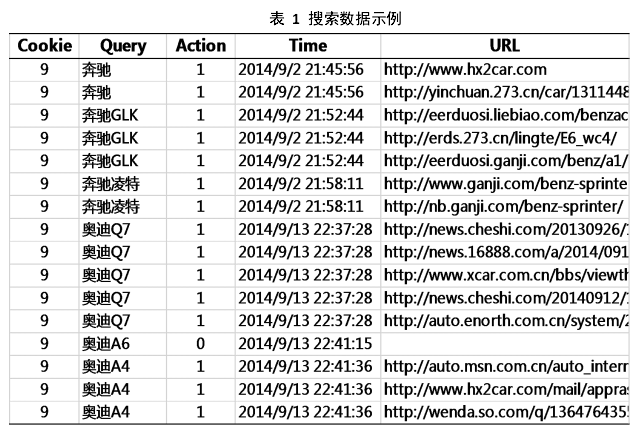 表 1 搜索数据示例
Cookie Query Action Time URL
9 奔驰 1 2014/9/2 21:45:56 http://www.hx2car.com
9 奔驰 1 2014/9/2 21:45:56 http://yinchuan.273.cn/car/1311448
9 奔驰GLK 1 2014/9/2 21:52:44 http://eerduosi.liebiao.com/benzac
9 奔驰GLK 1 2014/9/2 21:52:44 http://erds.273.cn/lingte/E6_wc4/
9 奔驰GLK 1 2014/9/2 21:52:44 http://eerduosi.ganji.com/benz/a1/
9 奔驰凌特 1 2014/9/2 21:58:11 http://www.ganji.com/benz-sprinte
9 奔驰凌特 1 2014/9/2 21:58:11 http://nb.ganji.com/benz-sprinter/
9 奥迪Q7 1 2014/9/13 22:37:28 http://news.cheshi.com/20130926/1
9 奥迪Q7 1 2014/9/13 22:37:28 http://news.16888.com/a/2014/091
9 奥迪Q7 1 2014/9/13 22:37:28 http://www.xcar.com.cn/bbs/viewth
9 奥迪Q7 1 2014/9/13 22:37:28 http://news.cheshi.com/20140912/1
9 奥迪Q7 1 2014/9/13 22:37:28 http://auto.enorth.com.cn/system/2
9 奥迪A6 0 2014/9/13 22:41:15
9 奥迪A4 1 2014/9/13 22:41:36 http://auto.msn.com.cn/auto_intern
9 奥迪A4 1 2014/9/13 22:41:36 http://www.hx2car.com/mail/appras
9 奥迪A4 1 2014/9/13 22:41:36 http://wenda.so.com/q/1364764355